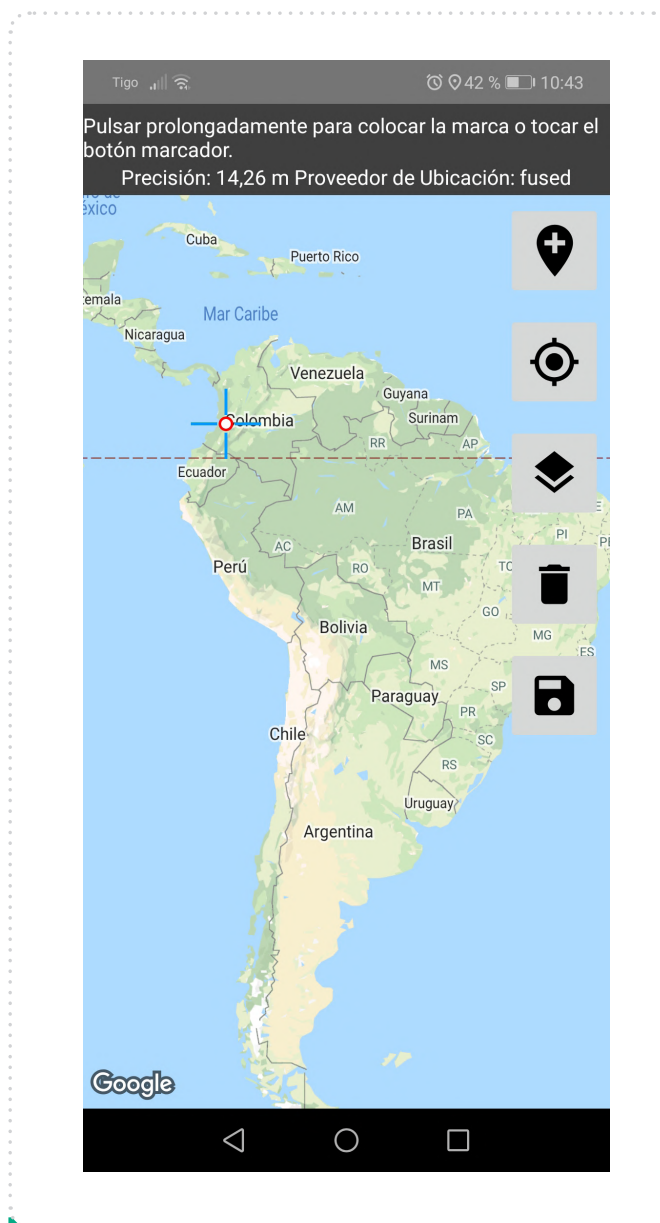 Tigo
42 % 10:43
Pulsar prolongadamente para colocar la marca o tocar el
botón marcador.
Precisión: 14,26 m Proveedor de Ubicación: fused
éxico
Cuba
Puerto Rico
emala
Mar Caribe
Nicaragua
Venezuela
Guyana
Colombia
Surinam
RR
AP
Ecuador
AM
PA
PI
AC
Brasil
Perú
RO
TO
MT
GO
Bolivia
MG
ES
MS
SP
Paraguay
PR
Chile
SC
RS
Uruguay
Argentina
Google